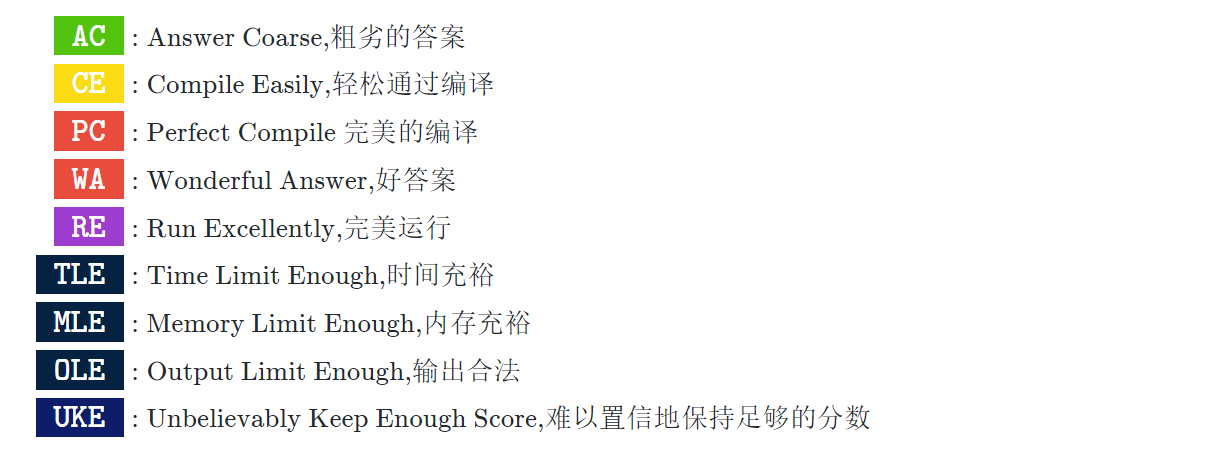 AC : Answer Coarse,粗劣的答案
CE : Compile Easily,轻松通过编译
PC : Perfect Compile 完美的编译
WA : Wonderful Answer,好答案
RE : Run Excellently,完美运行
TLE : Time Limit Enough,时间充裕
MLE : Memory Limit Enough,内存充裕
OLE : Output Limit Enough,输出合法
UKE : Unbelievably Keep Enough Score,难以置信地保持足够的分数